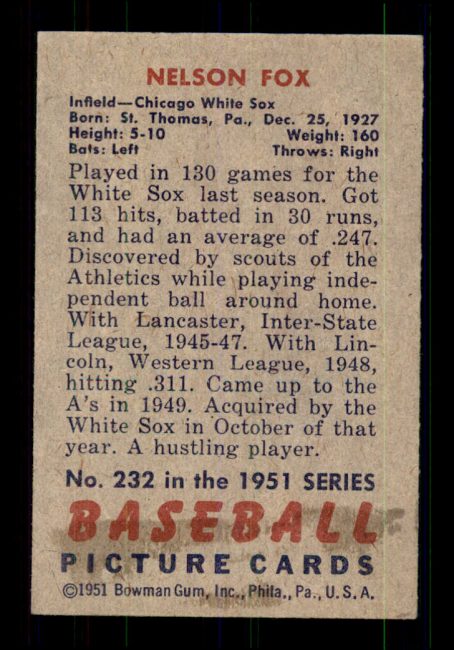 NELSON FOX
Infield—Chicago White Sox
Born: St. Thomas, Pa., Dec. 25, 1927
Height: 5-10 Weight: 160
Bats: Left Throws: Right
Played in 130 games for the
White Sox last season. Got
113 hits, batted in 30 runs,
and had an average of .247.
Discovered by scouts of the
Athletics while playing inde-
pendent ball around home.
With Lancaster, Inter-State
League, 1945-47. With Lin-
coln, Western League, 1948,
hitting .311. Came up to the
A's in 1949. Acquired by the
White Sox in October of that
year. A hustling player.
No. 232 in the 1951 SERIES
BASEBALL
PICTURE CARDS
©1951 Bowman Gum, Inc., Phila., Pa., U. S. A.